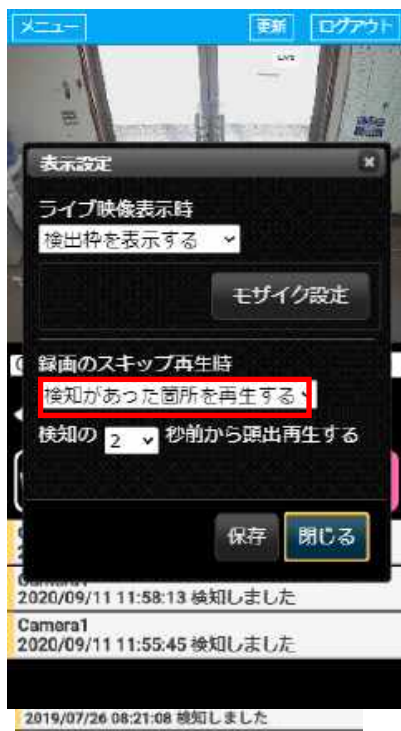 メニュー 更新 ログアウト
LIVE
表示設定 ×
ライブ映像表示時
検出枠を表示する
モザイク設定
録画のスキップ再生時
検知があった箇所を再生する
検知の 2 秒前から頭出再生する
保存 閉じる
Camera1
2020/09/11 11:58:13 検知しました
Camera1
2020/09/11 11:55:45 検知しました
2019/07/26 08:21:08 検知しました